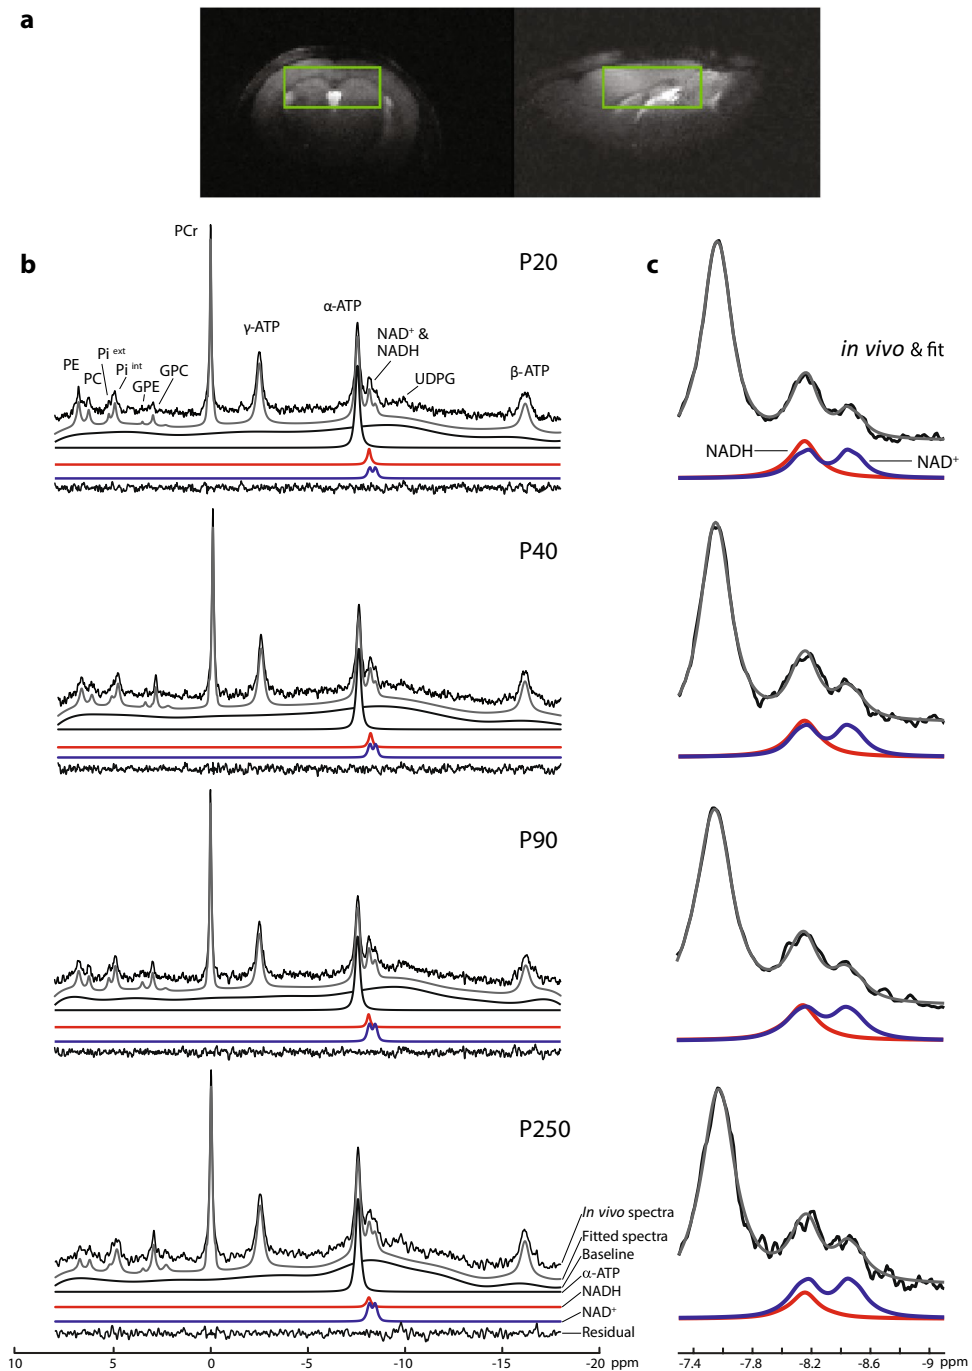 a
b
PCr
P20
c
α-ATP
γ-ATP
NAD⁺ &
NADH
Pi ext
Pi int
PE
PC
GPE
GPC
UDPG
β-ATP
in vivo & fit
NADH
NAD⁺
P40
P90
P250
In vivo spectra
Fitted spectra
Baseline
α-ATP
NADH
NAD⁺
Residual
10 5 0 -5 -10 -15 -20 ppm
-7.4 -7.8 -8.2 -8.6 -9 ppm